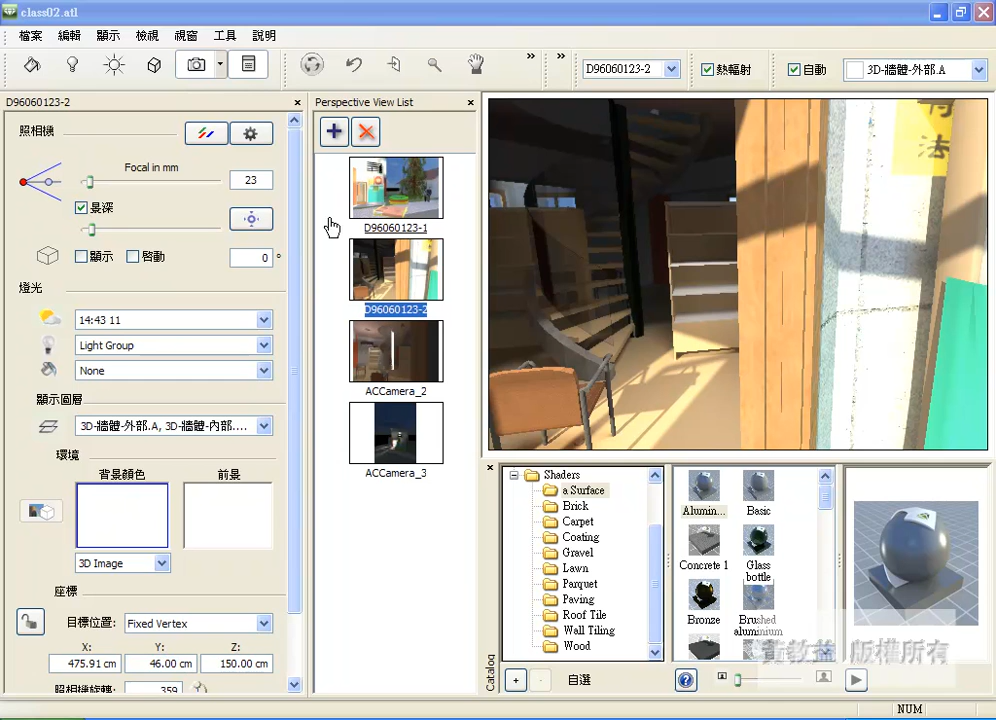 class02.atl
檔案 編輯 顯示 檢視 視窗 工具 說明
D96060123-2 熱輻射 自動 3D-牆體-外部.A
D96060123-2
照相機
Focal in mm
23
景深
顯示 啓動 0 °
燈光
14:43 11
Light Group
None
顯示圖層
3D-牆體-外部.A, 3D-牆體-內部....
環境
背景顏色 前景
3D Image
座標
目標位置: Fixed Vertex
X: Y: Z:
475.91 cm 46.00 cm 150.00 cm
照相機旋轉: 359
Perspective View List
D96060123-1
D96060123-2
ACCamera_2
ACCamera_3
法
Catalog
Shaders
a Surface
Brick
Carpet
Coating
Gravel
Lawn
Parquet
Paving
Roof Tile
Wall Tiling
Wood
自選
Alumin... Basic
Concrete 1 Glass bottle
Bronze Brushed aluminium
黃敦益 版權所有
NUM